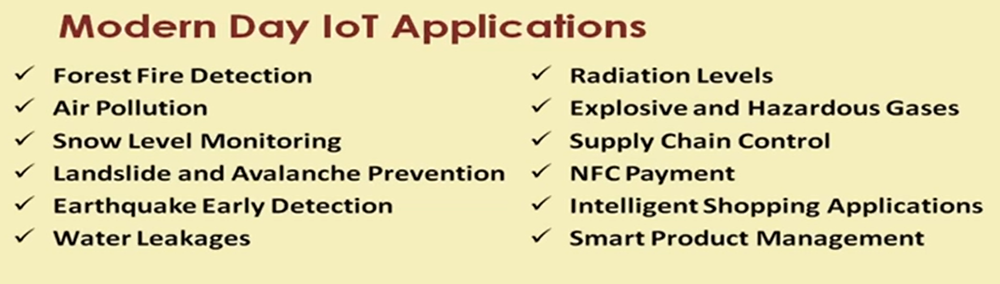 Modern Day IoT Applications
✓ Forest Fire Detection
✓ Air Pollution
✓ Snow Level Monitoring
✓ Landslide and Avalanche Prevention
✓ Earthquake Early Detection
✓ Water Leakages
✓ Radiation Levels
✓ Explosive and Hazardous Gases
✓ Supply Chain Control
✓ NFC Payment
✓ Intelligent Shopping Applications
✓ Smart Product Management